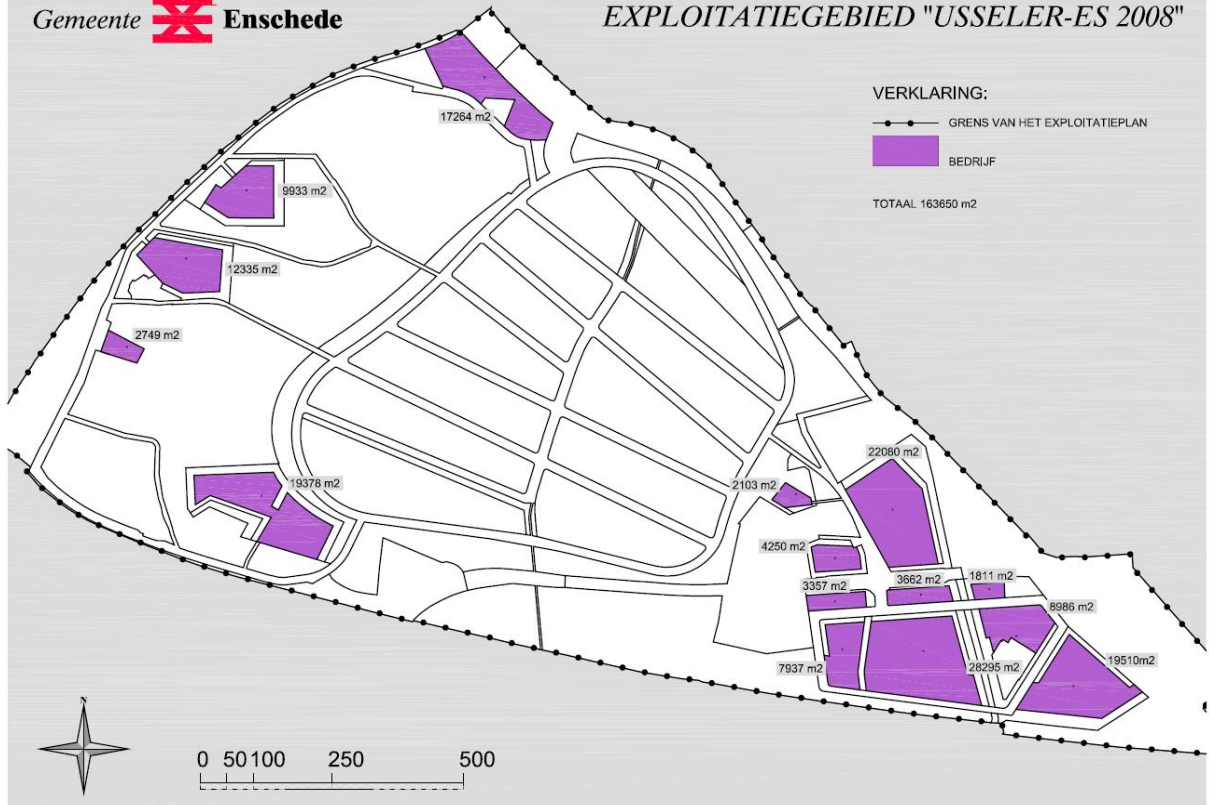 Gemeente Enschede
EXPLOITATIEGEBIED "USSELER-ES 2008"
VERKLARING:
GRENS VAN HET EXPLOITATIEPLAN
BEDRIJF
TOTAAL 163650 m2
17264 m2
9933 m2
12335 m2
2749 m2
19378 m2
22080 m2
2103 m2
4250 m2
3357 m2
3662 m2
1811 m2
8986 m2
7937 m2
28295 m2
19510m2
N
0 50 100 250 500